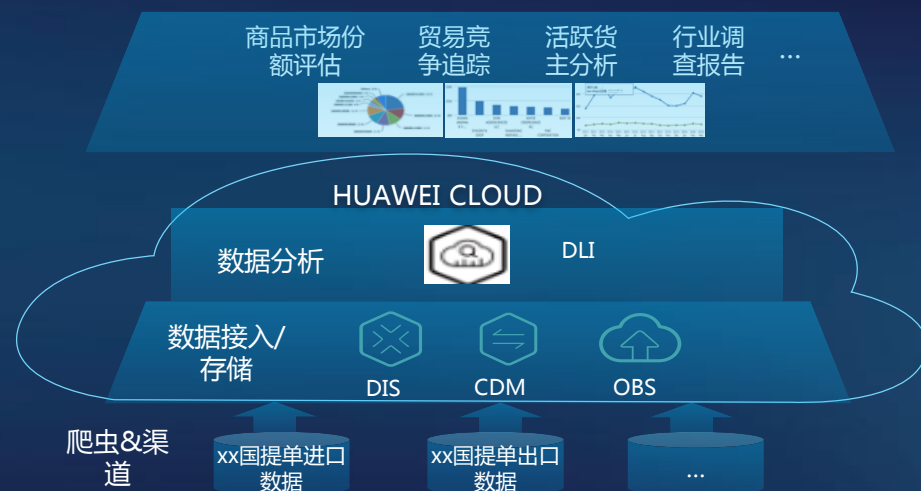 商品市场份
额评估
贸易竞
争追踪
活跃货
主分析
行业调
查报告
...
HUAWEI CLOUD
数据分析
DLI
数据接入/
存储
DIS
CDM
OBS
爬虫&渠
道
xx国提单进口
数据
xx国提单出口
数据
...